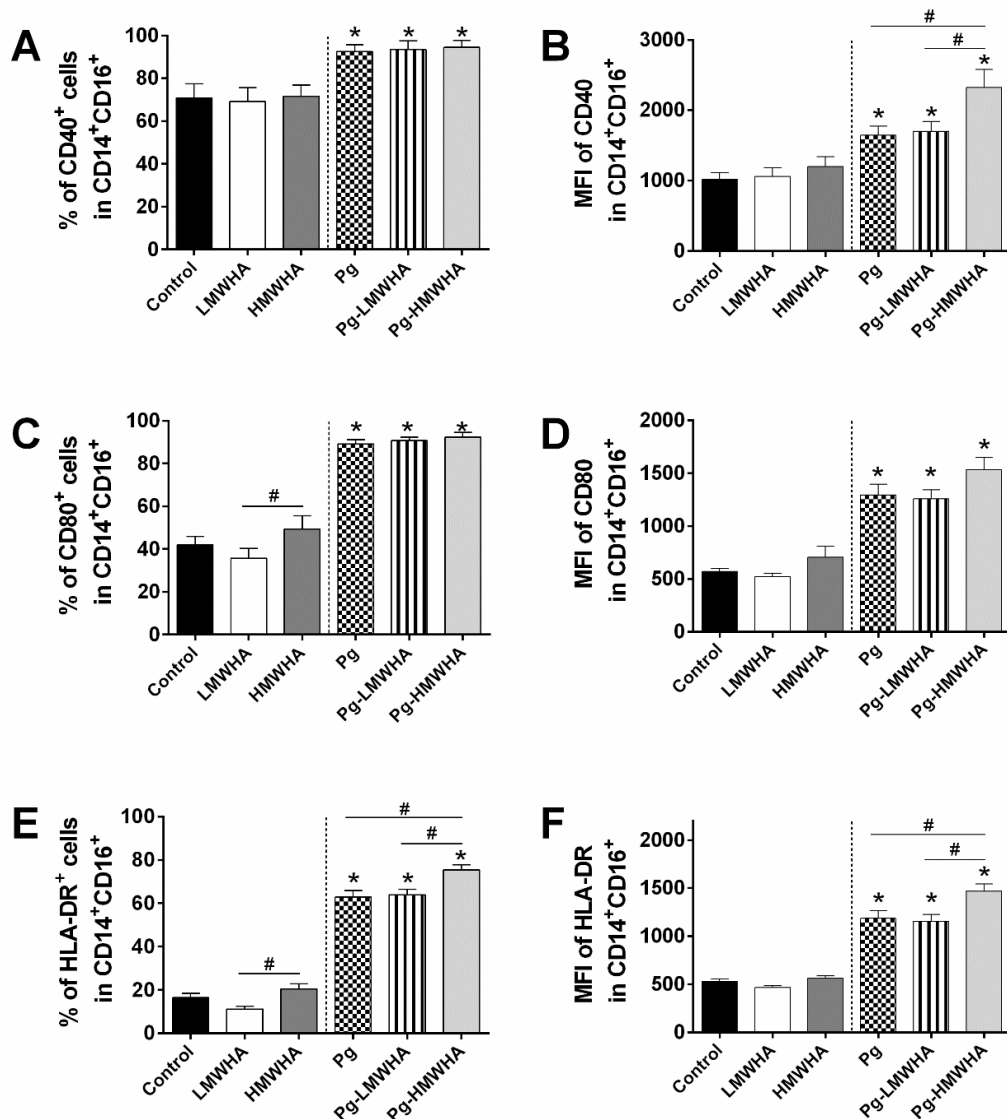 A
% of CD40⁺ cells
in CD14⁺CD16⁺
100
80
60
40
20
0
* * *
Control
LMWHA
HMWHA
Pg
Pg-LMWHA
Pg-HMWHA
B
MFI of CD40
in CD14⁺CD16⁺
3000
2000
1000
0
#
#
* * *
Control
LMWHA
HMWHA
Pg
Pg-LMWHA
Pg-HMWHA
C
% of CD80⁺ cells
in CD14⁺CD16⁺
100
80
60
40
20
0
#
* * *
Control
LMWHA
HMWHA
Pg
Pg-LMWHA
Pg-HMWHA
D
MFI of CD80
in CD14⁺CD16⁺
2000
1500
1000
500
0
* * *
Control
LMWHA
HMWHA
Pg
Pg-LMWHA
Pg-HMWHA
E
% of HLA-DR⁺ cells
in CD14⁺CD16⁺
100
80
60
40
20
0
#
#
#
* * *
Control
LMWHA
HMWHA
Pg
Pg-LMWHA
Pg-HMWHA
F
MFI of HLA-DR
in CD14⁺CD16⁺
2000
1500
1000
500
0
#
#
* * *
Control
LMWHA
HMWHA
Pg
Pg-LMWHA
Pg-HMWHA